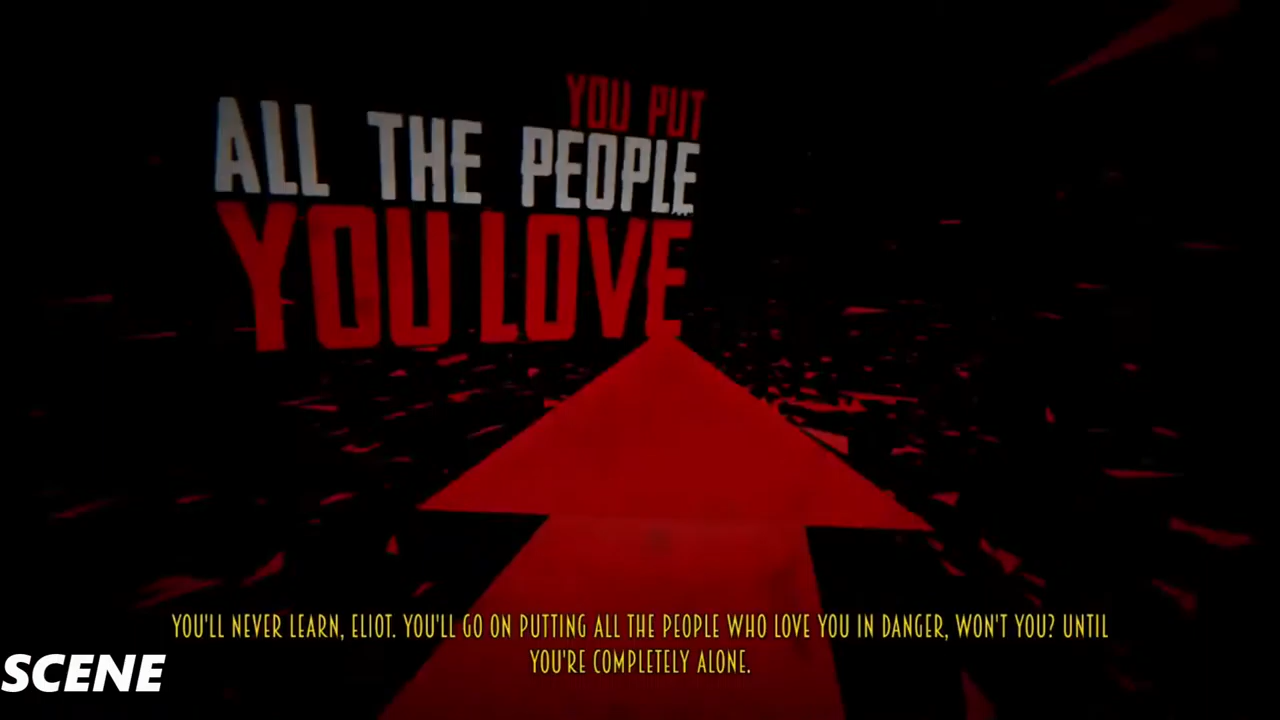 YOU PUT
ALL THE PEOPLE
YOU LOVE
YOU'LL NEVER LEARN, ELIOT. YOU'LL GO ON PUTTING ALL THE PEOPLE WHO LOVE YOU IN DANGER, WON'T YOU? UNTIL
YOU'RE COMPLETELY ALONE.
SCENE